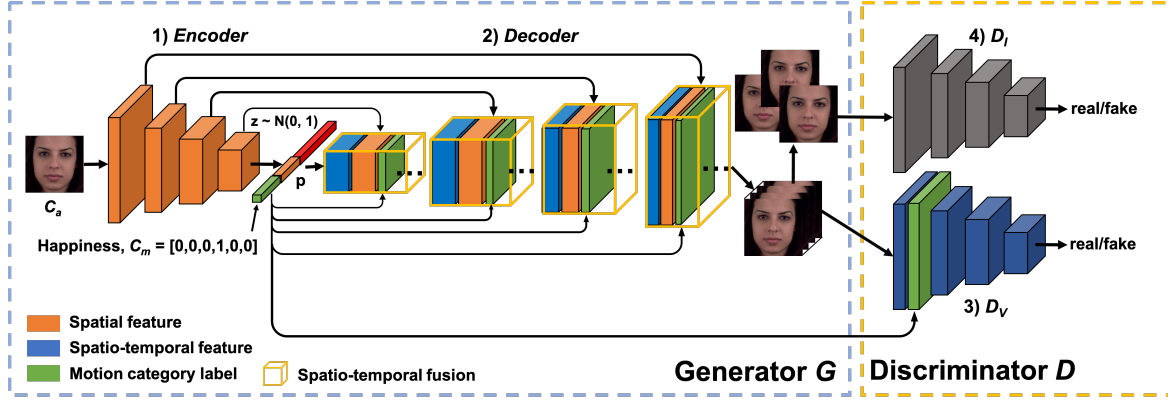 1) Encoder
2) Decoder
4) D_I
z ~ N(0, 1)
real/fake
p
C_a
Happiness, C_m = [0,0,0,1,0,0]
real/fake
3) D_V
Spatial feature
Spatio-temporal feature
Motion category label
Spatio-temporal fusion
Generator G
Discriminator D